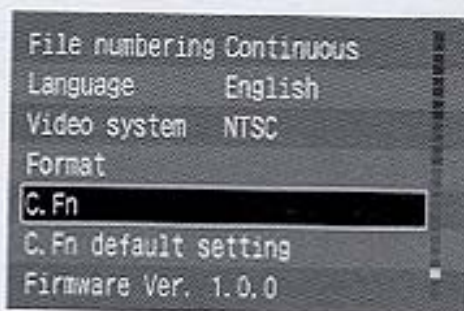 File numbering Continuous
Language English
Video system NTSC
Format
C.Fn
C.Fn default setting
Firmware Ver. 1.0.0